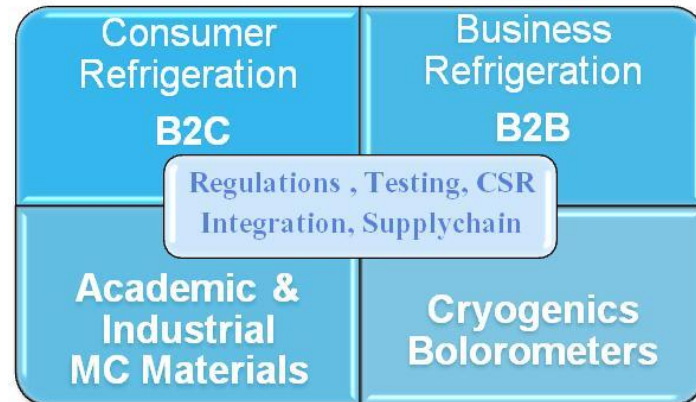 Consumer
Refrigeration
B2C
Business
Refrigeration
B2B
Regulations , Testing, CSR
Integration, Supplychain
Academic &
Industrial
MC Materials
Cryogenics
Bolorometers